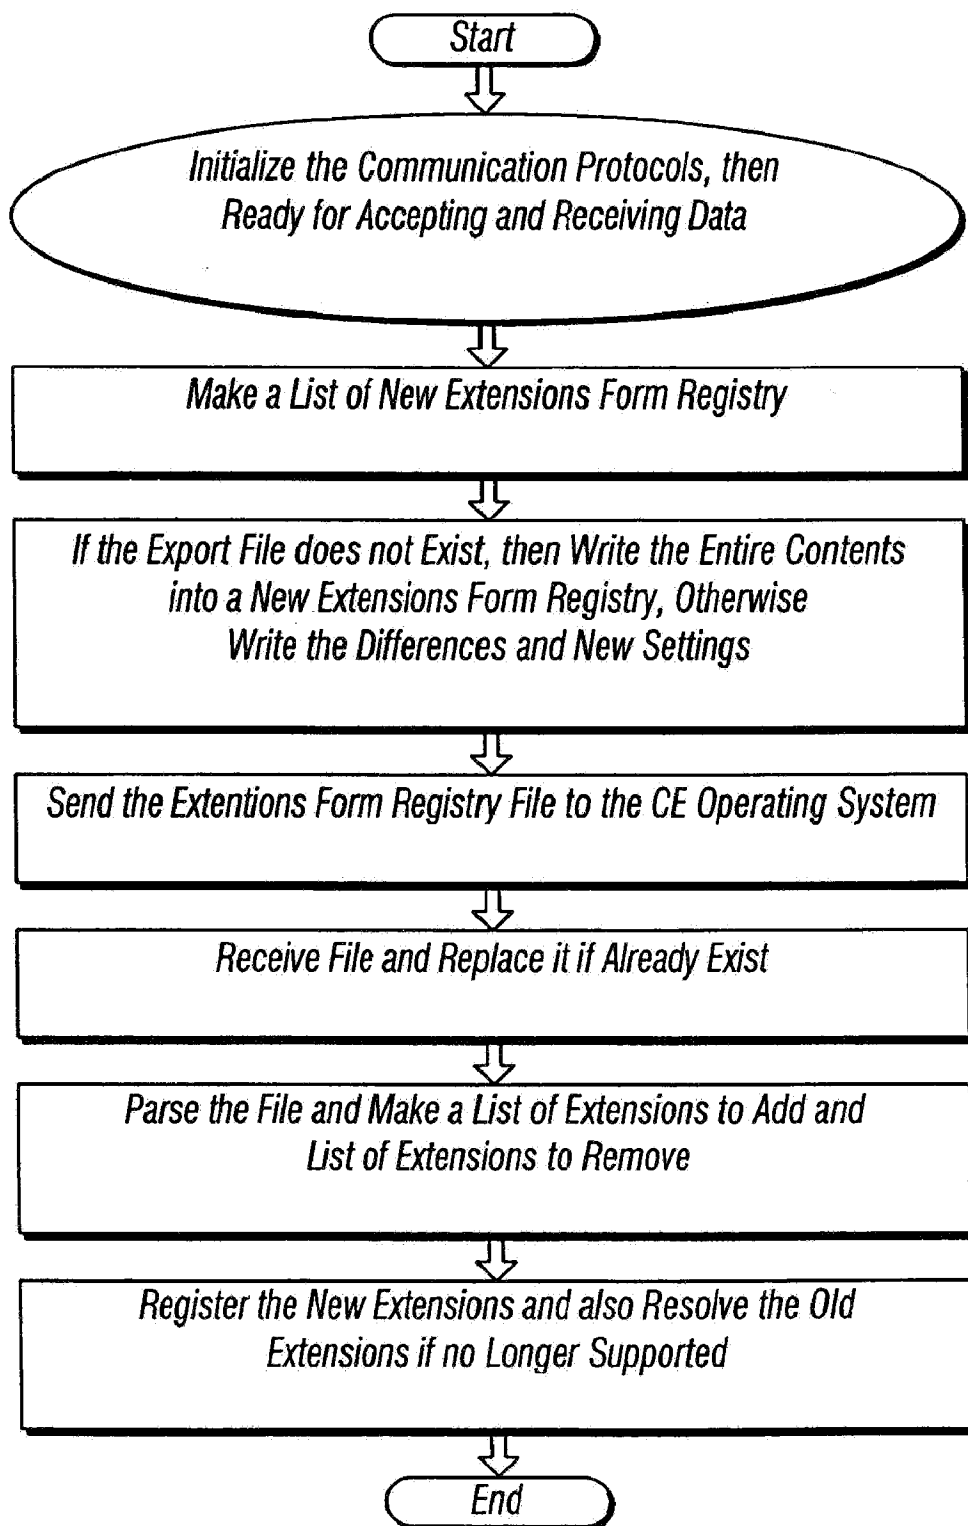 Start
Initialize the Communication Protocols, then
Ready for Accepting and Receiving Data
Make a List of New Extensions Form Registry
If the Export File does not Exist, then Write the Entire Contents
into a New Extensions Form Registry, Otherwise
Write the Differences and New Settings
Send the Extentions Form Registry File to the CE Operating System
Receive File and Replace it if Already Exist
Parse the File and Make a List of Extensions to Add and
List of Extensions to Remove
Register the New Extensions and also Resolve the Old
Extensions if no Longer Supported
End